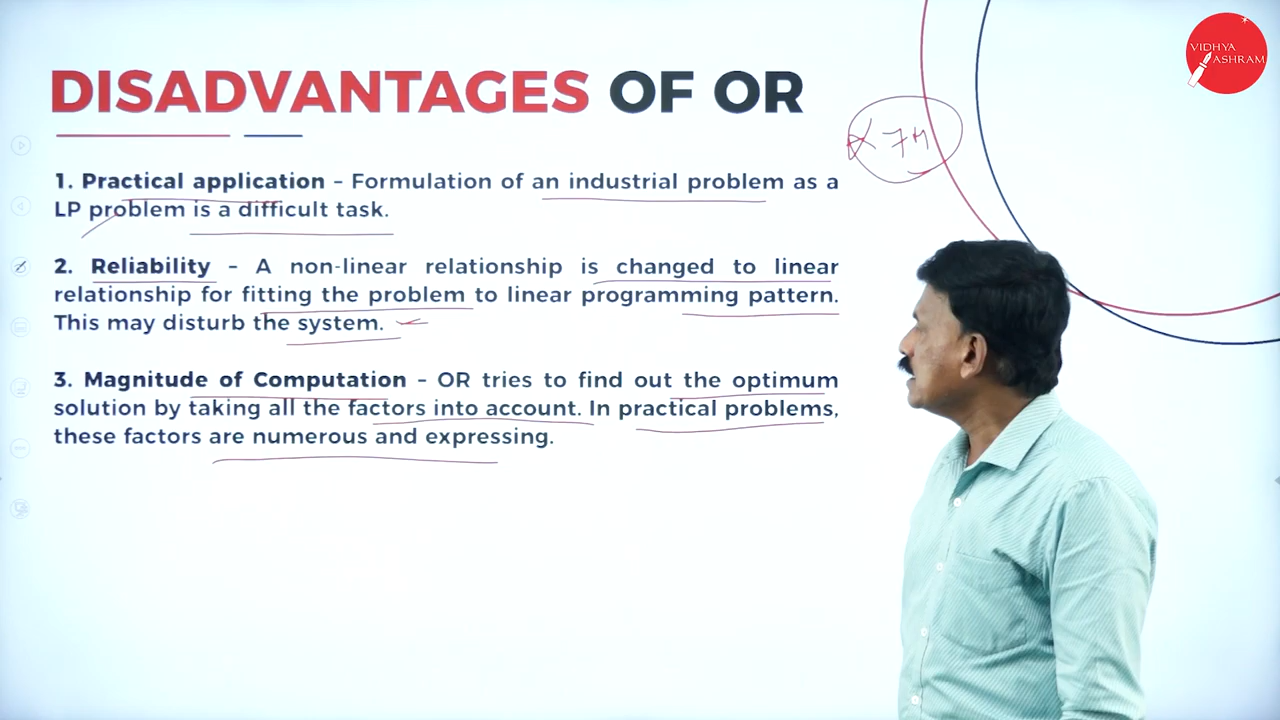 VIDHYA
ASHRAM
DISADVANTAGES OF OR
7M
1. Practical application – Formulation of an industrial problem as a
LP problem is a difficult task.
2. Reliability – A non-linear relationship is changed to linear
relationship for fitting the problem to linear programming pattern.
This may disturb the system.
3. Magnitude of Computation – OR tries to find out the optimum
solution by taking all the factors into account. In practical problems,
these factors are numerous and expressing.